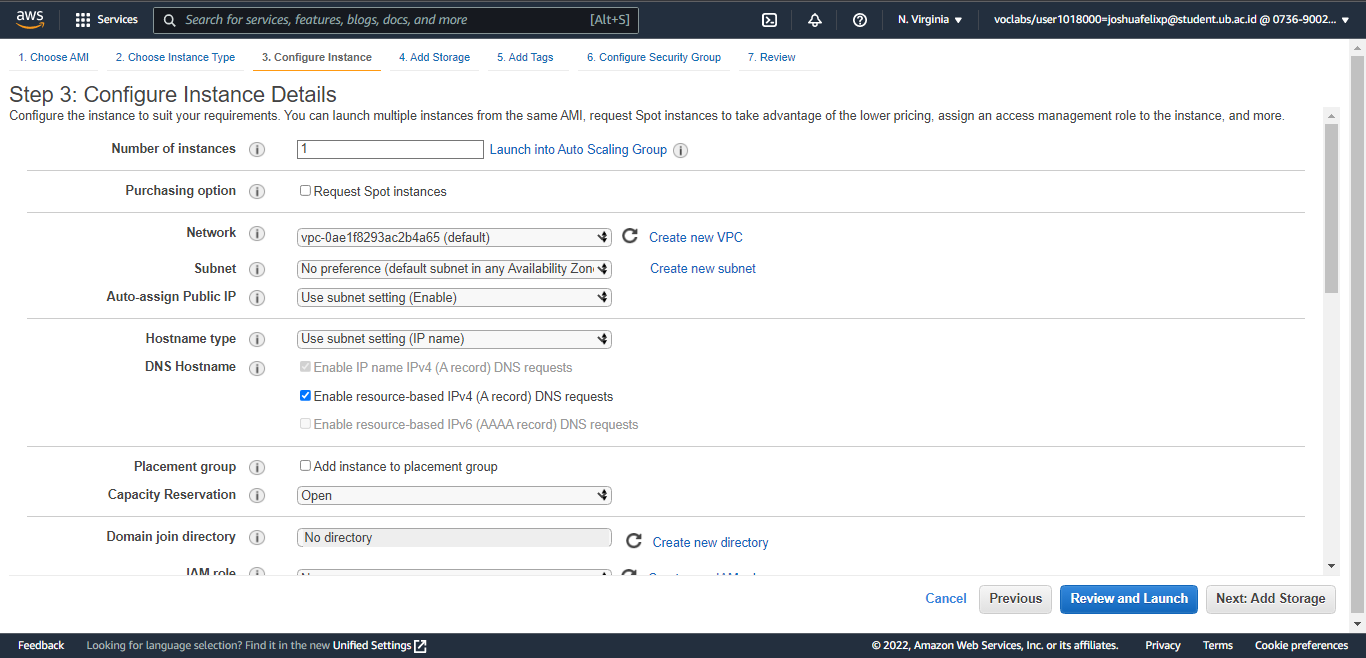 aws Services Search for services, features, blogs, docs, and more [Alt+S] N. Virginia voclabs/user1018000=joshuafelixp@student.ub.ac.id @ 0736-9002...
1. Choose AMI 2. Choose Instance Type 3. Configure Instance 4. Add Storage 5. Add Tags 6. Configure Security Group 7. Review
Step 3: Configure Instance Details
Configure the instance to suit your requirements. You can launch multiple instances from the same AMI, request Spot instances to take advantage of the lower pricing, assign an access management role to the instance, and more.
Number of instances 1 Launch into Auto Scaling Group
Purchasing option Request Spot instances
Network vpc-0ae1f8293ac2b4a65 (default) Create new VPC
Subnet No preference (default subnet in any Availability Zon Create new subnet
Auto-assign Public IP Use subnet setting (Enable)
Hostname type Use subnet setting (IP name)
DNS Hostname Enable IP name IPv4 (A record) DNS requests
Enable resource-based IPv4 (A record) DNS requests
Enable resource-based IPv6 (AAAA record) DNS requests
Placement group Add instance to placement group
Capacity Reservation Open
Domain join directory No directory Create new directory
IAM role
Cancel Previous Review and Launch Next: Add Storage
Feedback Looking for language selection? Find it in the new Unified Settings © 2022, Amazon Web Services, Inc. or its affiliates. Privacy Terms Cookie preferences